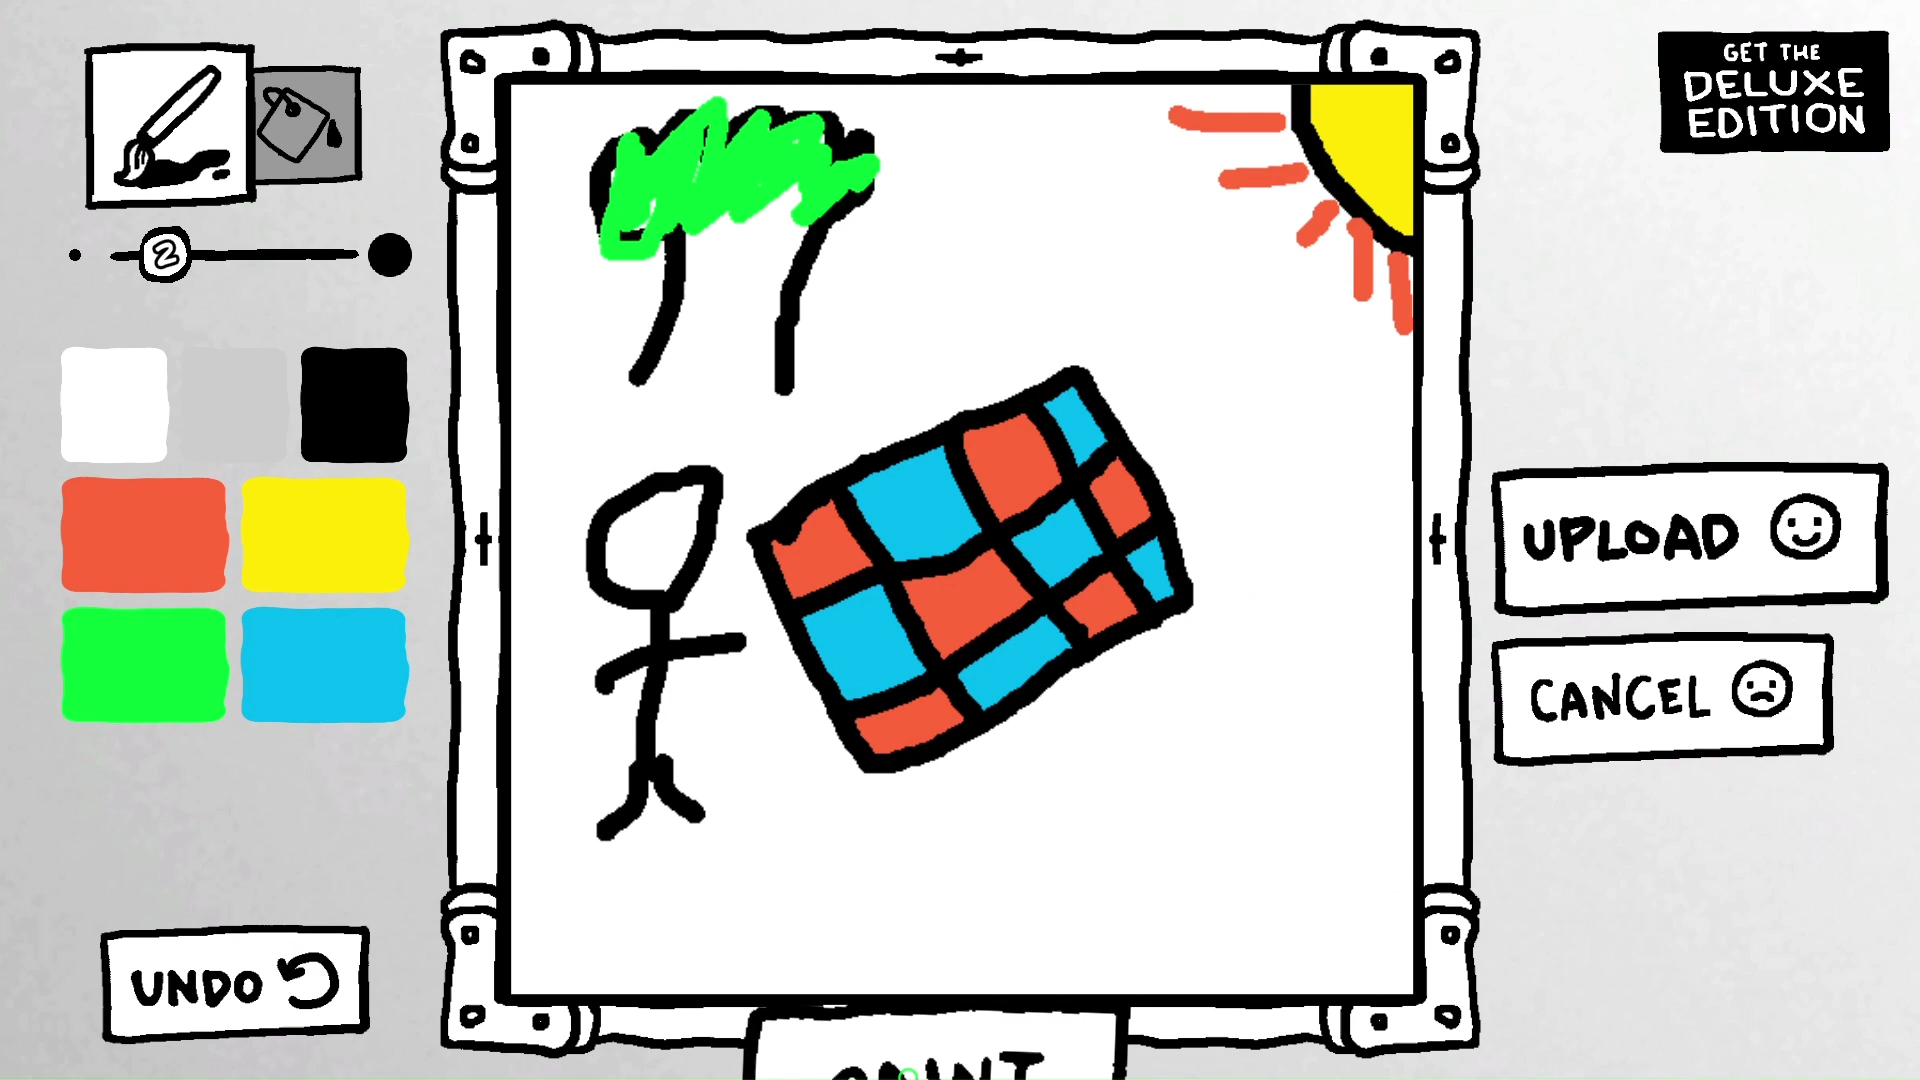 GET THE
DELUXE
EDITION
2
UPLOAD
CANCEL
UNDO